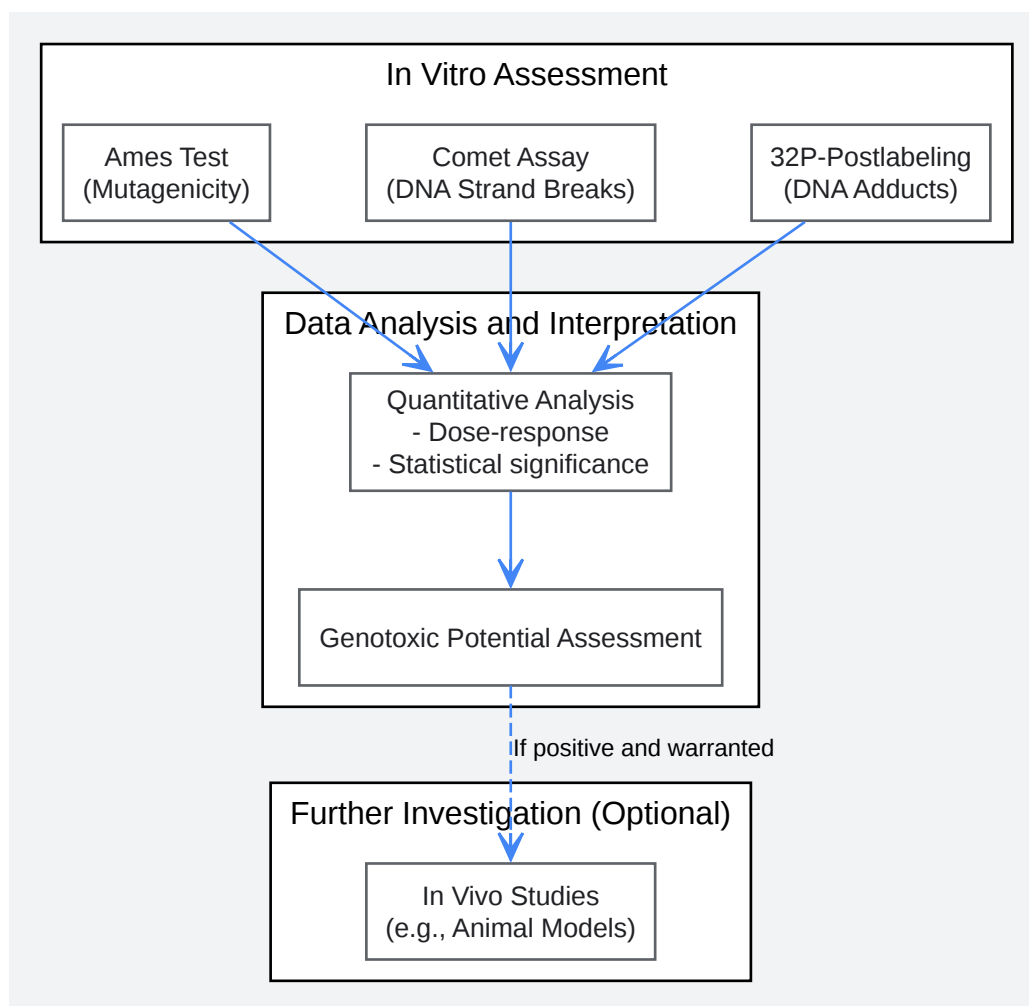 In Vitro Assessment
Ames Test
(Mutagenicity)
Comet Assay
(DNA Strand Breaks)
32P-Postlabeling
(DNA Adducts)
Data Analysis and Interpretation
Quantitative Analysis
- Dose-response
- Statistical significance
Genotoxic Potential Assessment
If positive and warranted
Further Investigation (Optional)
In Vivo Studies
(e.g., Animal Models)